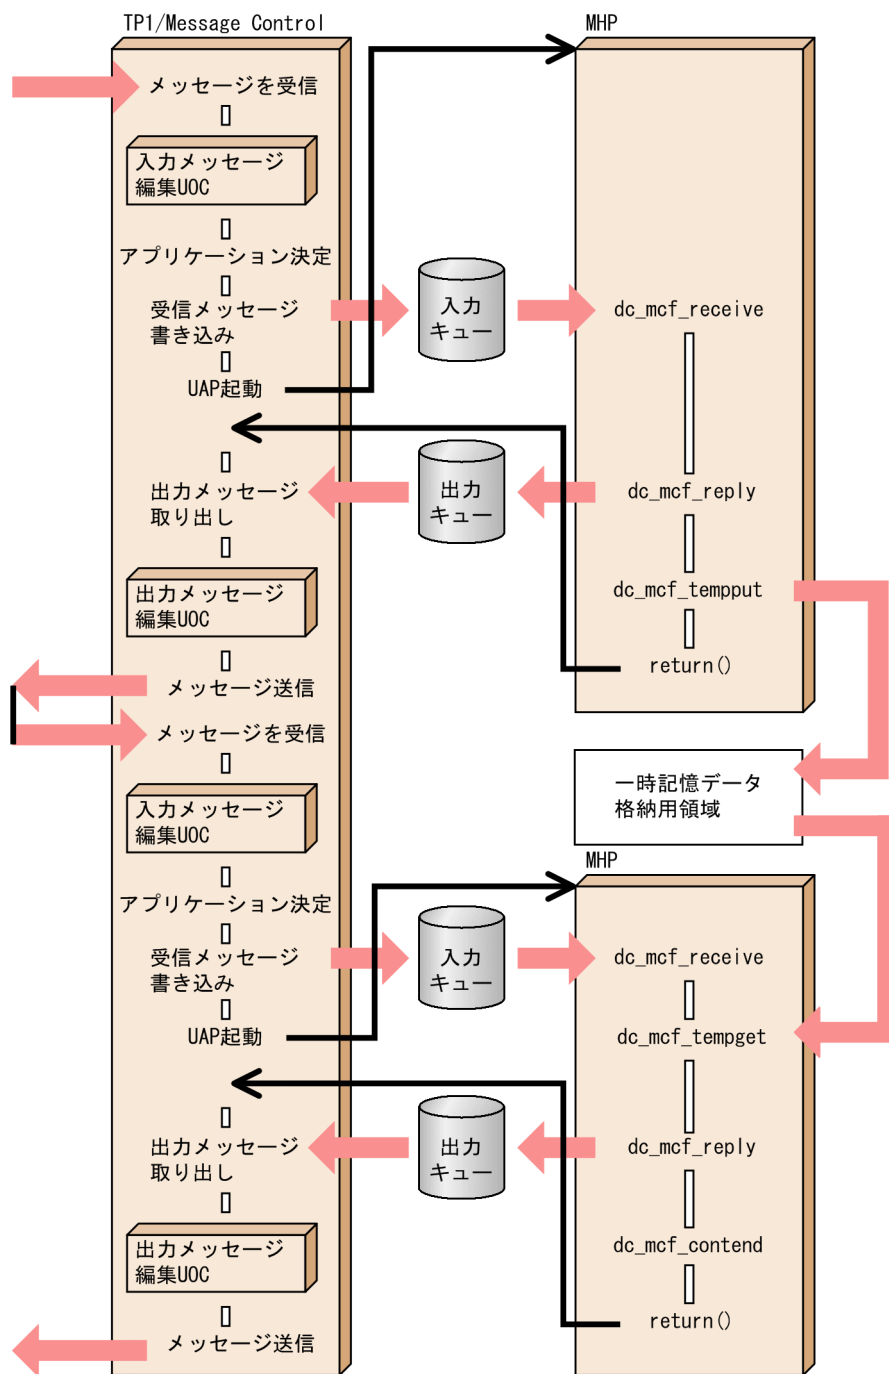 TP1/Message Control
MHP
メッセージを受信
入力メッセージ
編集UOC
アプリケーション決定
受信メッセージ
書き込み
入力
キュー
dc_mcf_receive
UAP起動
出力メッセージ
取り出し
出力
キュー
dc_mcf_reply
出力メッセージ
編集UOC
dc_mcf_tempput
return()
メッセージ送信
メッセージを受信
一時記憶データ
格納用領域
入力メッセージ
編集UOC
MHP
アプリケーション決定
受信メッセージ
書き込み
入力
キュー
dc_mcf_receive
UAP起動
dc_mcf_tempget
出力メッセージ
取り出し
出力
キュー
dc_mcf_reply
出力メッセージ
編集UOC
dc_mcf_contend
return()
メッセージ送信